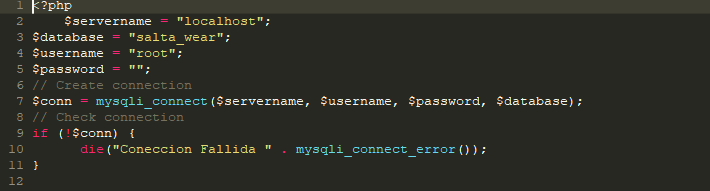 1 <?php
2     $servername = "localhost";
3 $database = "salta_wear";
4 $username = "root";
5 $password = "";
6 // Create connection
7 $conn = mysqli_connect($servername, $username, $password, $database);
8 // Check connection
9 if (!$conn) {
10       die("Coneccion Fallida " . mysqli_connect_error());
11 }
12